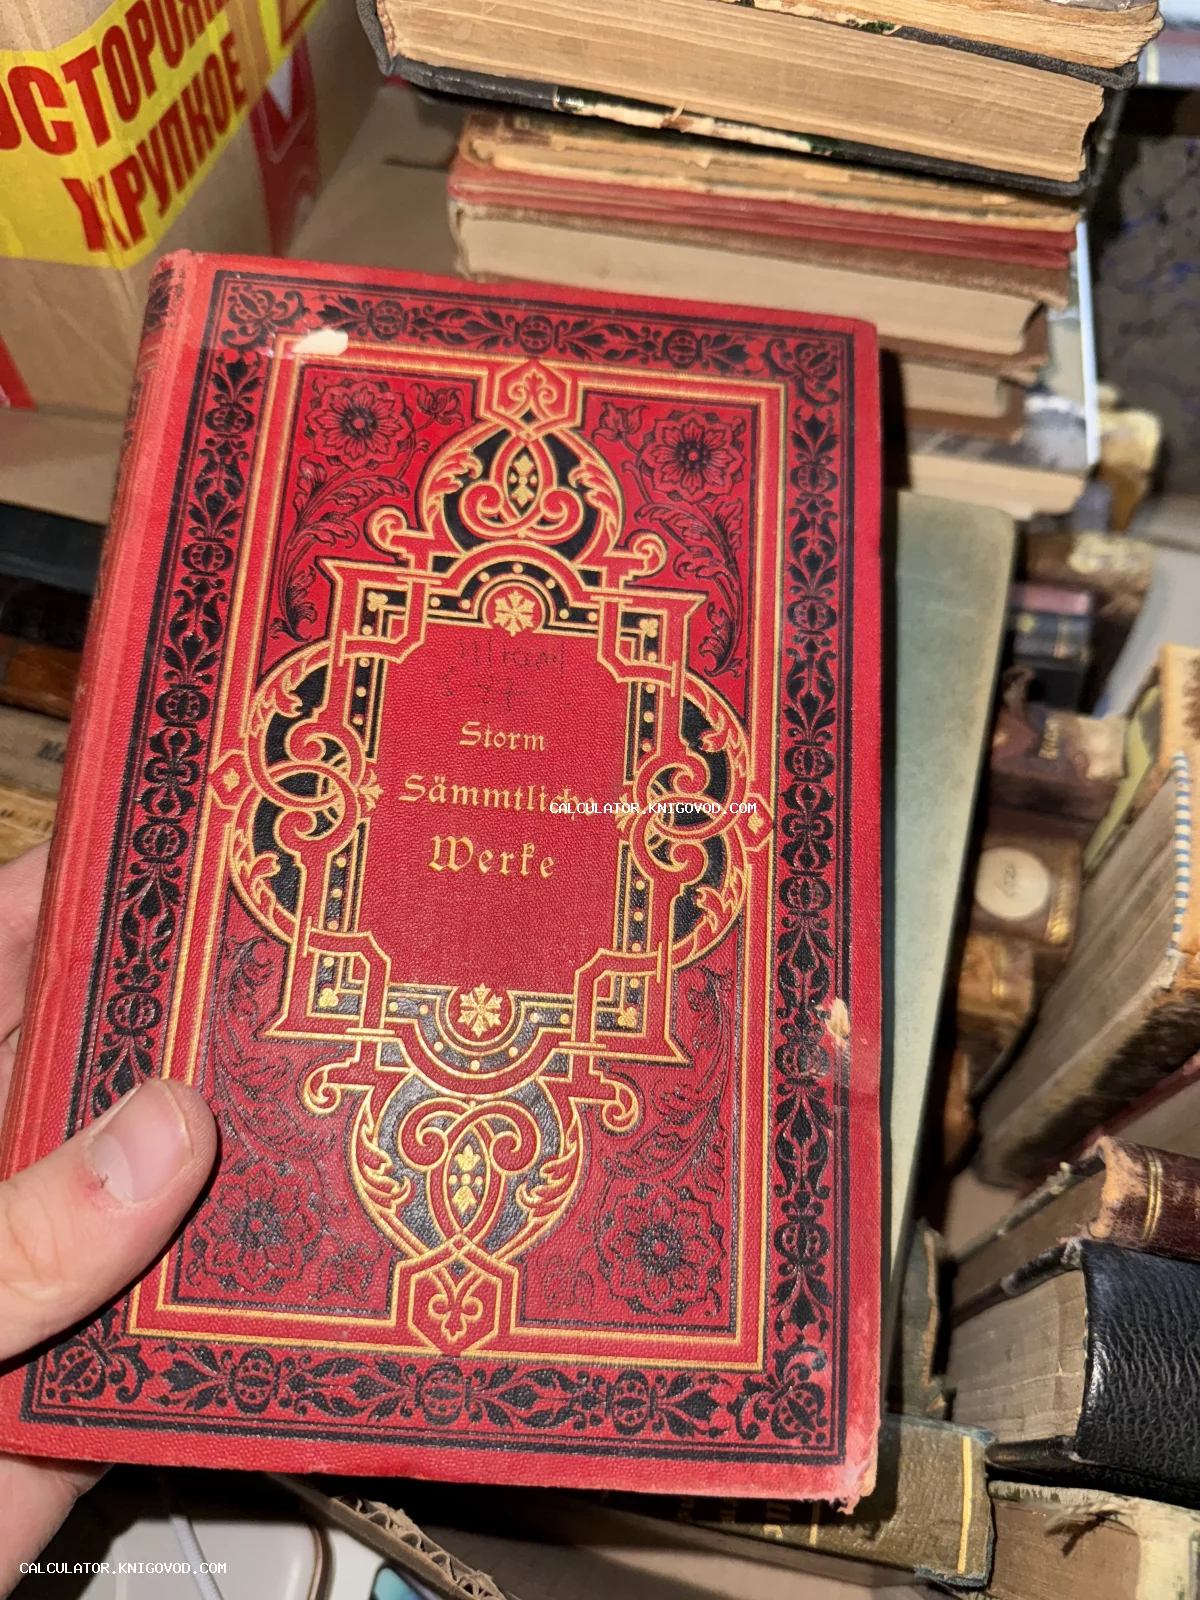 ОСТОРОЖНО
ХРУПКОЕ
Storm
Sämmtliche
Werke
CALCULATOR.KNIGOVOD.COM
CALCULATOR.KNIGOVOD.COM